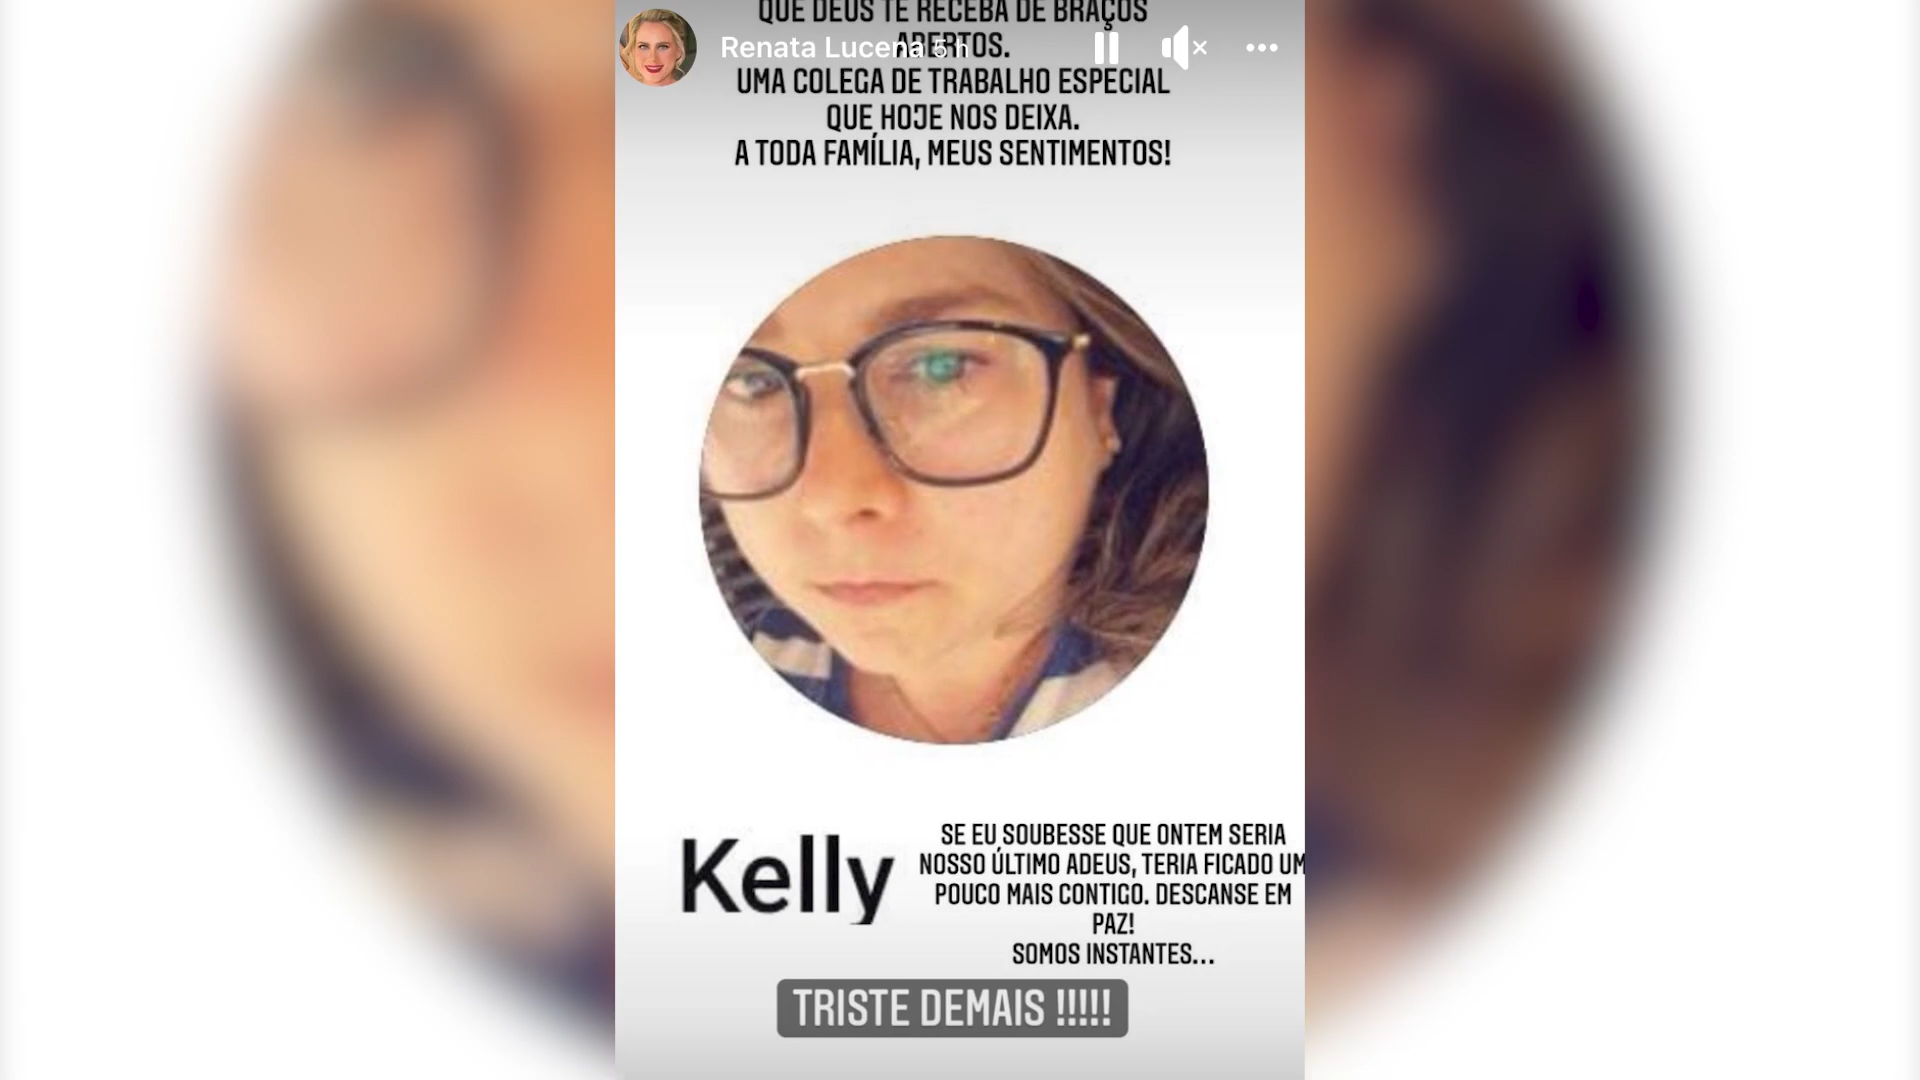 QUE DEUS TE RECEBA DE BRAÇOS
ABERTOS.
Renata Lucena 5 h
UMA COLEGA DE TRABALHO ESPECIAL
QUE HOJE NOS DEIXA.
A TODA FAMÍLIA, MEUS SENTIMENTOS!
Kelly
SE EU SOUBESSE QUE ONTEM SERIA
NOSSO ÚLTIMO ADEUS, TERIA FICADO UM
POUCO MAIS CONTIGO. DESCANSE EM
PAZ!
SOMOS INSTANTES...
TRISTE DEMAIS !!!!!